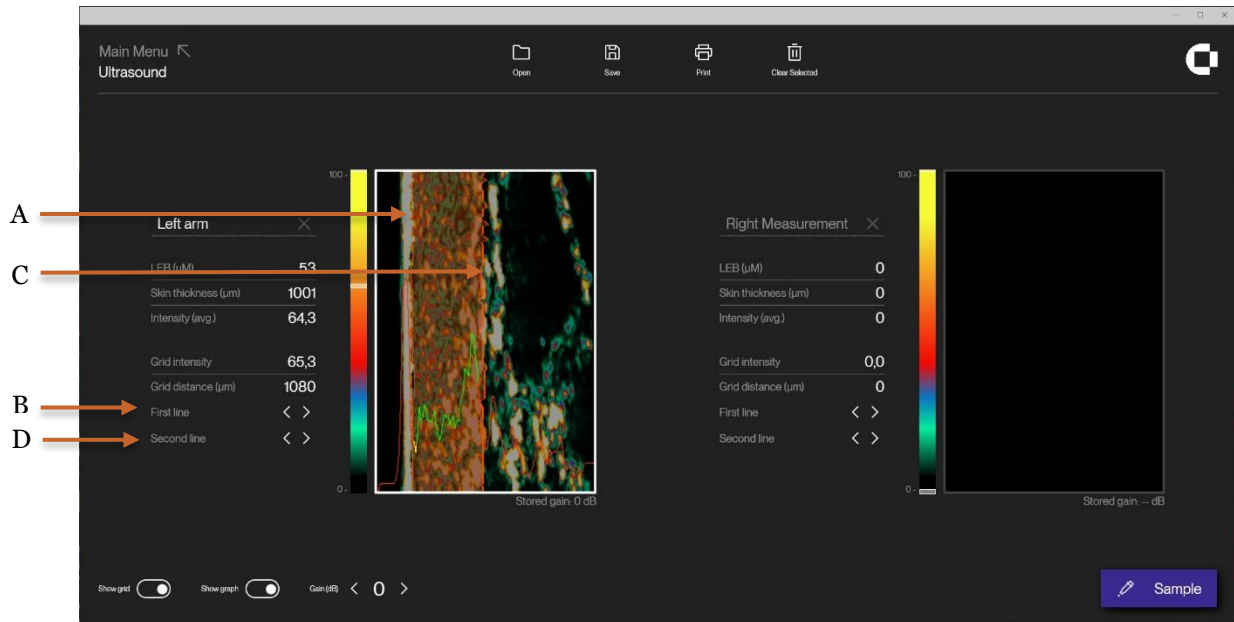 Main Menu
Ultrasound
Open
Save
Print
Clear Selected
100 -
A
Left arm
C
LEB (µM) 53
Skin thickness (µm) 1001
Intensity (avg.) 64,3
Grid intensity 65,3
Grid distance (µm) 1080
B
First line < >
D
Second line < >
0 -
Stored gain: 0 dB
100 -
Right Measurement
LEB (µM) 0
Skin thickness (µm) 0
Intensity (avg.) 0
Grid intensity 0,0
Grid distance (µm) 0
First line < >
Second line < >
0 -
Stored gain: -- dB
Show grid
Show graph
Gain (dB) < 0 >
Sample